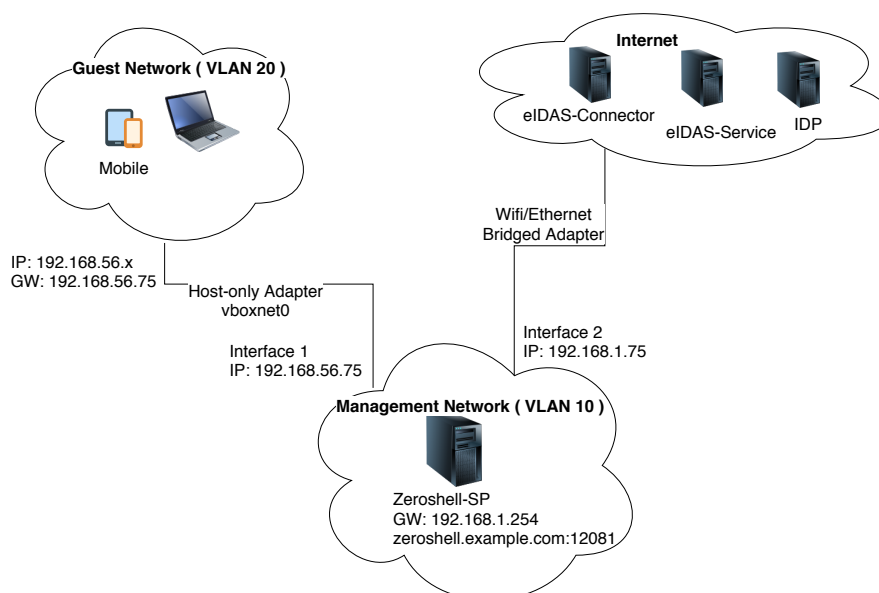 Guest Network ( VLAN 20 )
Mobile
Internet
eIDAS-Connector
eIDAS-Service
IDP
Wifi/Ethernet
Bridged Adapter
IP: 192.168.56.x
GW: 192.168.56.75
Host-only Adapter
vboxnet0
Interface 1
IP: 192.168.56.75
Interface 2
IP: 192.168.1.75
Management Network ( VLAN 10 )
Zeroshell-SP
GW: 192.168.1.254
zeroshell.example.com:12081